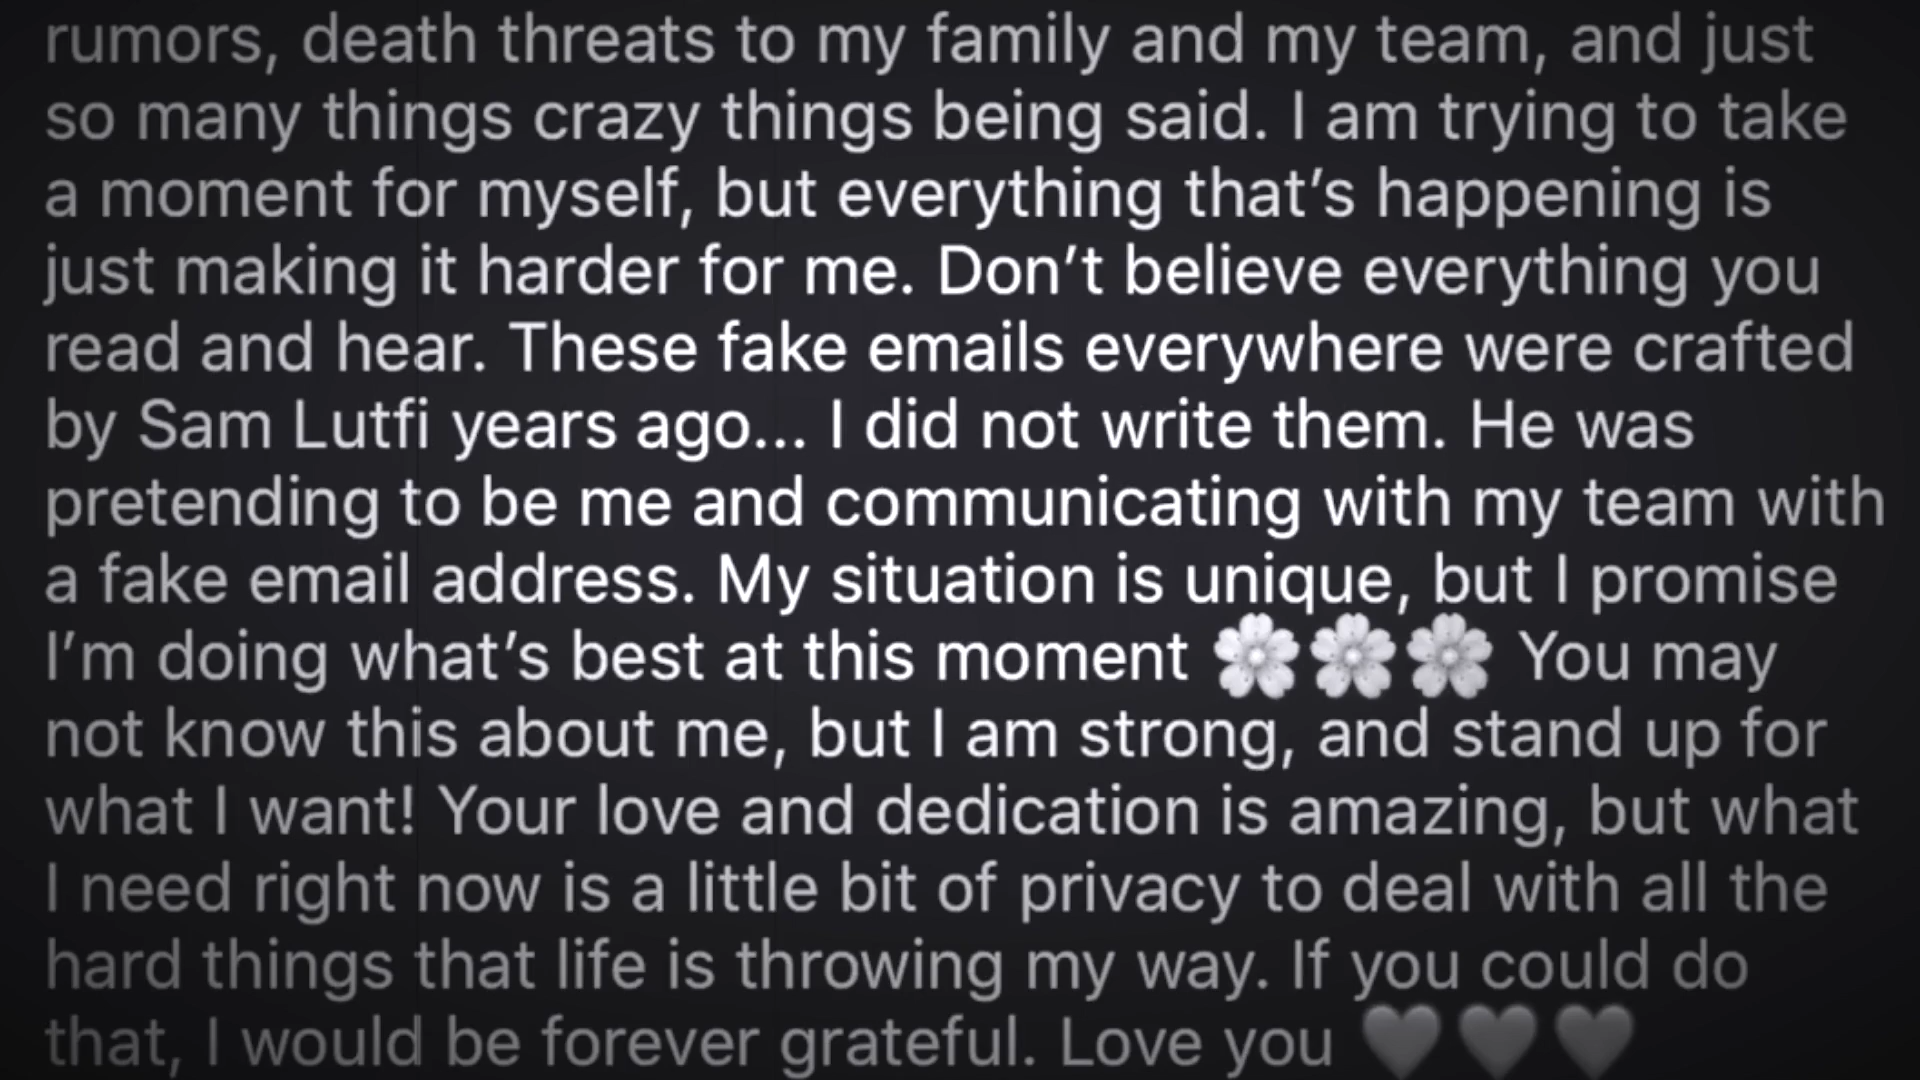 rumors, death threats to my family and my team, and just
so many things crazy things being said. I am trying to take
a moment for myself, but everything that’s happening is
just making it harder for me. Don’t believe everything you
read and hear. These fake emails everywhere were crafted
by Sam Lutfi years ago... I did not write them. He was
pretending to be me and communicating with my team with
a fake email address. My situation is unique, but I promise
I’m doing what’s best at this moment 🌸🌸🌸 You may
not know this about me, but I am strong, and stand up for
what I want! Your love and dedication is amazing, but what
I need right now is a little bit of privacy to deal with all the
hard things that life is throwing my way. If you could do
that, I would be forever grateful. Love you ❤️❤️❤️